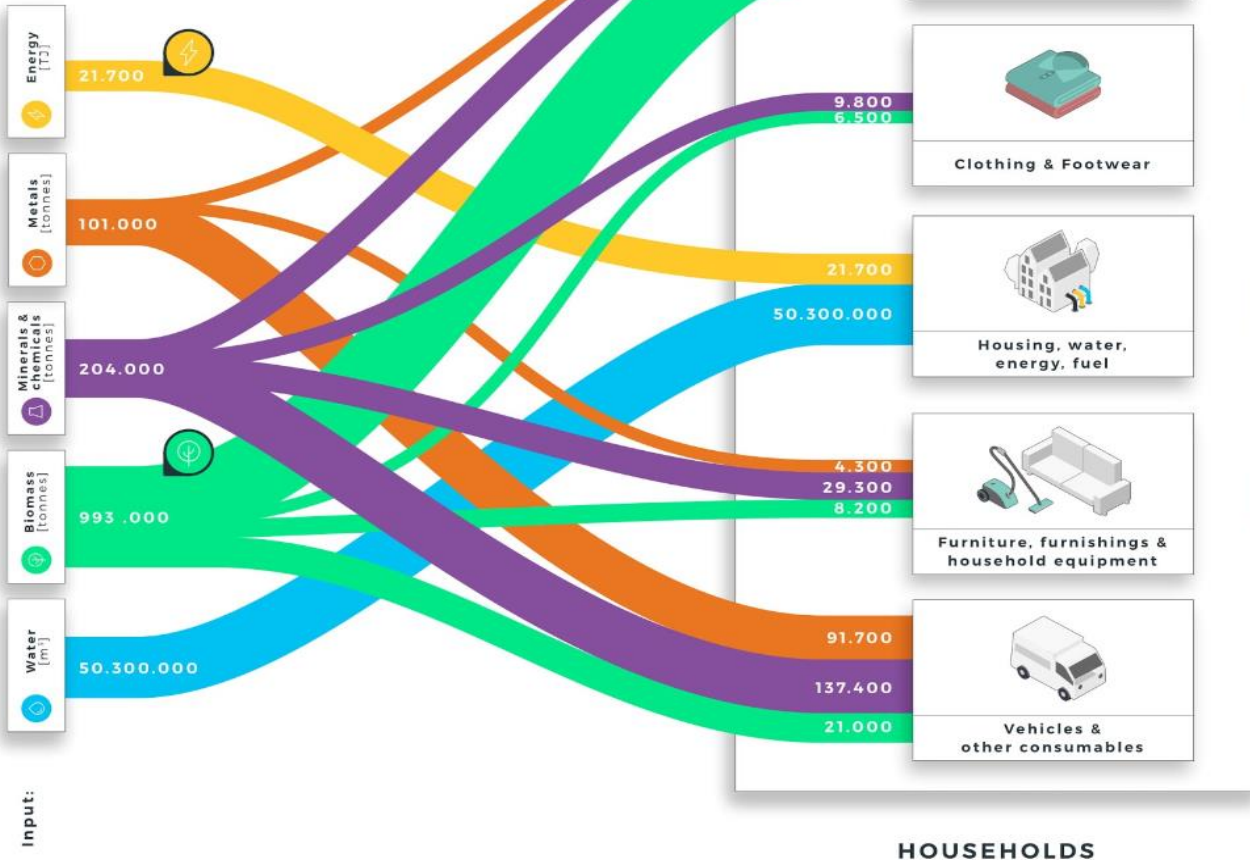 Energy
[TJ]
21.700
Metals
[tonnes]
101.000
Minerals &
chemicals
[tonnes]
204.000
Biomass
[tonnes]
993 .000
Water
[m³]
50.300.000
Input:
9.800
6.500
Clothing & Footwear
21.700
50.300.000
Housing, water,
energy, fuel
4.300
29.300
8.200
Furniture, furnishings &
household equipment
91.700
137.400
21.000
Vehicles &
other consumables
HOUSEHOLDS